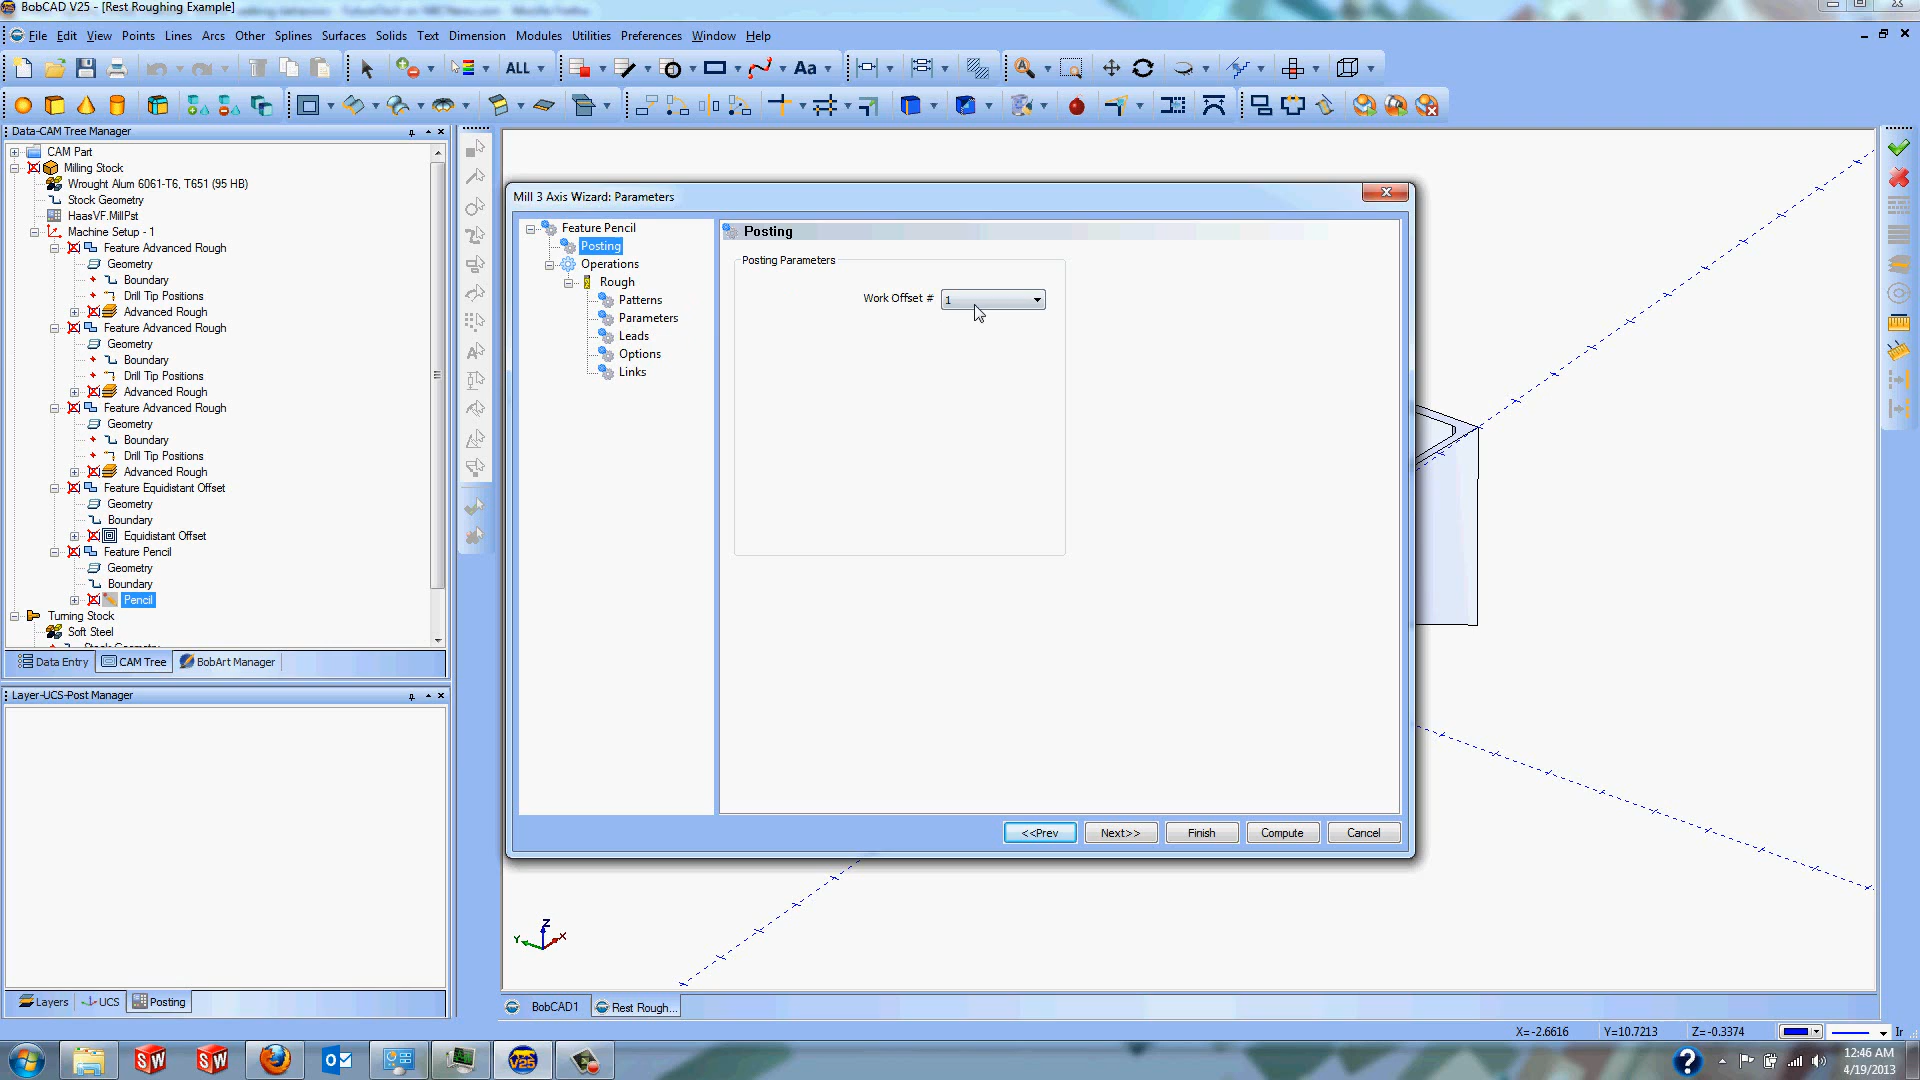 BobCAD V25 - [Rest Roughing Example]
File Edit View Points Lines Arcs Other Splines Surfaces Solids Text Dimension Modules Utilities Preferences Window Help
ALL
Aa
Data-CAM Tree Manager
CAM Part
Milling Stock
Wrought Alum 6061-T6, T651 (95 HB)
Stock Geometry
HaasVF.MillPst
Machine Setup - 1
Feature Advanced Rough
Geometry
Boundary
Drill Tip Positions
Advanced Rough
Feature Advanced Rough
Geometry
Boundary
Drill Tip Positions
Advanced Rough
Feature Advanced Rough
Geometry
Boundary
Drill Tip Positions
Advanced Rough
Feature Equidistant Offset
Geometry
Boundary
Equidistant Offset
Feature Pencil
Geometry
Boundary
Pencil
Turning Stock
Soft Steel
Data Entry CAM Tree BobArt Manager
Layer-UCS-Post Manager
Layers UCS Posting
Mill 3 Axis Wizard: Parameters
Feature Pencil
Posting
Operations
Rough
Patterns
Parameters
Leads
Options
Links
Posting
Posting Parameters
Work Offset # 1
<<Prev Next>> Finish Compute Cancel
Z
Y X
BobCAD1 Rest Rough...
X=-2.6616 Y=10.7213 Z=-0.3374 Ir
SW SW V25
12:46 AM
4/19/2013